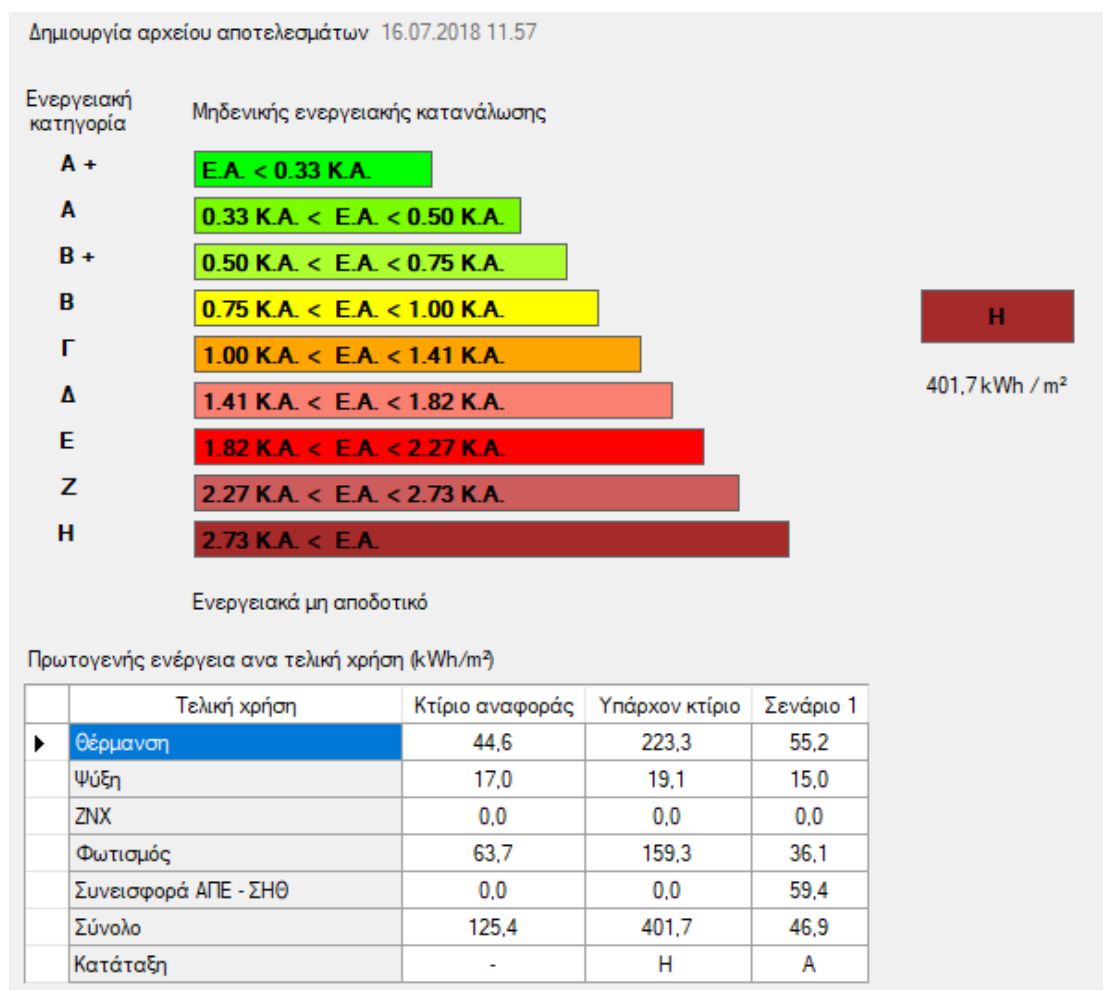 Δημιουργία αρχείου αποτελεσμάτων 16.07.2018 11.57
Ενεργειακή κατηγορία
Μηδενικής ενεργειακής κατανάλωσης
Α + Ε.Α. < 0.33 Κ.Α.
Α 0.33 Κ.Α. < Ε.Α. < 0.50 Κ.Α.
Β + 0.50 Κ.Α. < Ε.Α. < 0.75 Κ.Α.
Β 0.75 Κ.Α. < Ε.Α. < 1.00 Κ.Α.
Γ 1.00 Κ.Α. < Ε.Α. < 1.41 Κ.Α.
Δ 1.41 Κ.Α. < Ε.Α. < 1.82 Κ.Α.
Ε 1.82 Κ.Α. < Ε.Α. < 2.27 Κ.Α.
Ζ 2.27 Κ.Α. < Ε.Α. < 2.73 Κ.Α.
Η 2.73 Κ.Α. < Ε.Α.
Η
401,7 kWh / m²
Ενεργειακά μη αποδοτικό
Πρωτογενής ενέργεια ανα τελική χρήση (kWh/m²)
Τελική χρήση Κτίριο αναφοράς Υπάρχον κτίριο Σενάριο 1
Θέρμανση 44,6 223,3 55,2
Ψύξη 17,0 19,1 15,0
ΖΝΧ 0,0 0,0 0,0
Φωτισμός 63,7 159,3 36,1
Συνεισφορά ΑΠΕ - ΣΗΘ 0,0 0,0 59,4
Σύνολο 125,4 401,7 46,9
Κατάταξη - Η Α